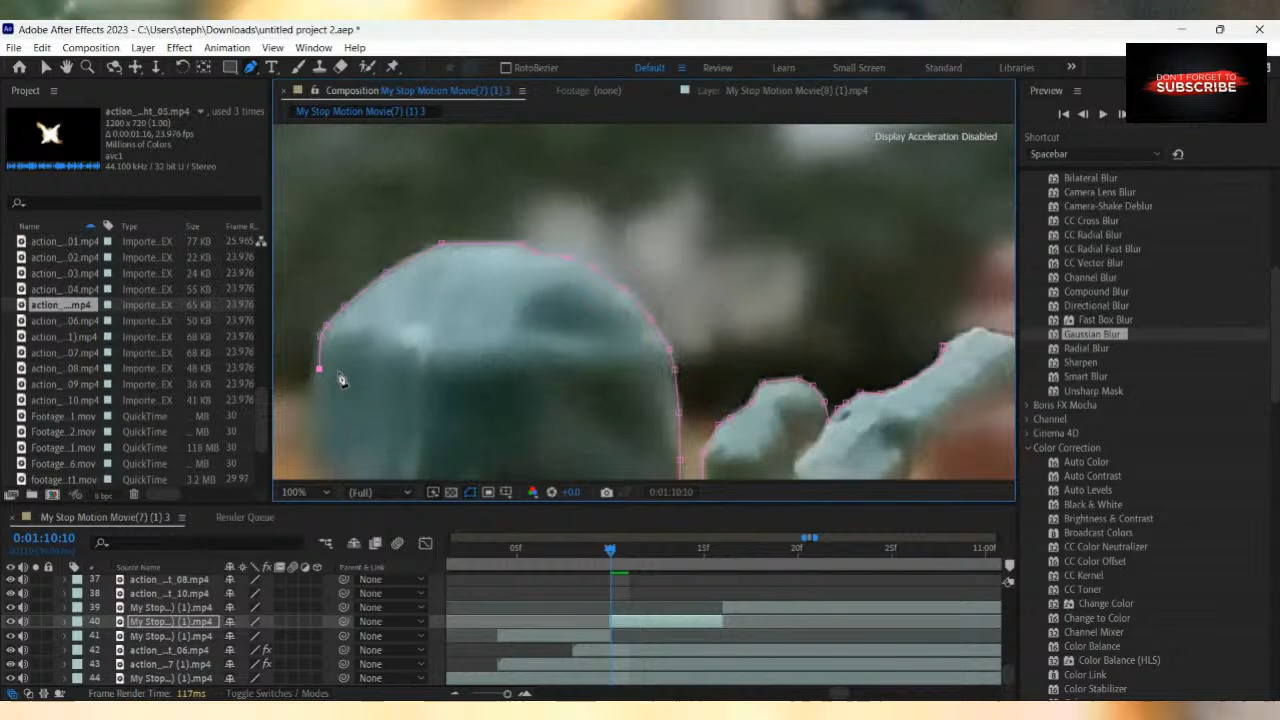 Adobe After Effects 2023 - C:\Users\steph\Downloads\untitled project 2.aep *
File Edit Composition Layer Effect Animation View Window Help
RotoBezier
Default
Review
Learn
Small Screen
Standard
Libraries
DON'T FORGET TO
SUBSCRIBE
Project
action_...ht_05.mp4 , used 3 times
1280 x 720 (1.00)
Δ 0:00:01:16, 23.976 fps
Millions of Colors
avc1
44.100 kHz / 32 bit U / Stereo
Name Type Size Frame R...
action_...01.mp4 Importe...EX 77 KB 25.965
action_...02.mp4 Importe...EX 22 KB 23.976
action_...03.mp4 Importe...EX 24 KB 23.976
action_...04.mp4 Importe...EX 55 KB 23.976
action_....mp4 Importe...EX 65 KB 23.976
action_...06.mp4 Importe...EX 50 KB 23.976
action_...1).mp4 Importe...EX 68 KB 23.976
action_...07.mp4 Importe...EX 68 KB 23.976
action_...08.mp4 Importe...EX 48 KB 23.976
action_...09.mp4 Importe...EX 36 KB 23.976
action_...10.mp4 Importe...EX 41 KB 23.976
Footage...1.mov QuickTime ... MB 30
Footage...2.mov QuickTime ... MB 30
Footage...1.mov QuickTime 116 MB 30
Footage...6.mov QuickTime ... MB 30
footage...t1.mov QuickTime 3.2 MB 29.97
8 bpc
Composition My Stop Motion Movie(7) (1) 3
Footage (none)
Layer My Stop Motion Movie(8) (1).mp4
My Stop Motion Movie(7) (1) 3
Display Acceleration Disabled
100%
(Full)
+0.0
0:01:10:10
Preview
Shortcut
Spacebar
Bilateral Blur
Camera Lens Blur
Camera-Shake Deblur
CC Cross Blur
CC Radial Blur
CC Radial Fast Blur
CC Vector Blur
Channel Blur
Compound Blur
Directional Blur
Fast Box Blur
Gaussian Blur
Radial Blur
Sharpen
Smart Blur
Unsharp Mask
Boris FX Mocha
Channel
Cinema 4D
Color Correction
Auto Color
Auto Contrast
Auto Levels
Black & White
Brightness & Contrast
Broadcast Colors
CC Color Neutralizer
CC Color Offset
CC Kernel
CC Toner
Change Color
Change to Color
Channel Mixer
Color Balance
Color Balance (HLS)
Color Link
Color Stabilizer
My Stop Motion Movie(7) (1) 3
Render Queue
0:01:10:10
05f
15f
20f
25f
11:00f
# Source Name
Parent & Link
37 action_...t_08.mp4 None
38 action_...t_10.mp4 None
39 My Stop...) (1).mp4 None
40 My Stop...) (1).mp4 None
41 My Stop...) (1).mp4 None
42 action_...t_06.mp4 None
43 action_...7 (1).mp4 None
44 My Stop...) (1).mp4 None
Frame Render Time: 117ms
Toggle Switches / Modes